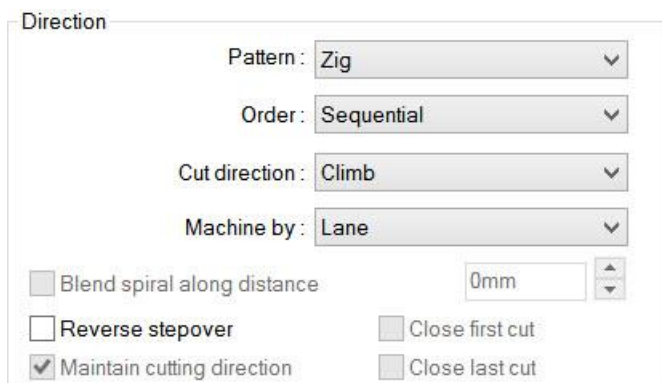 Direction
Pattern : Zig
Order : Sequential
Cut direction : Climb
Machine by : Lane
Blend spiral along distance 0mm
Reverse stepover Close first cut
Maintain cutting direction Close last cut